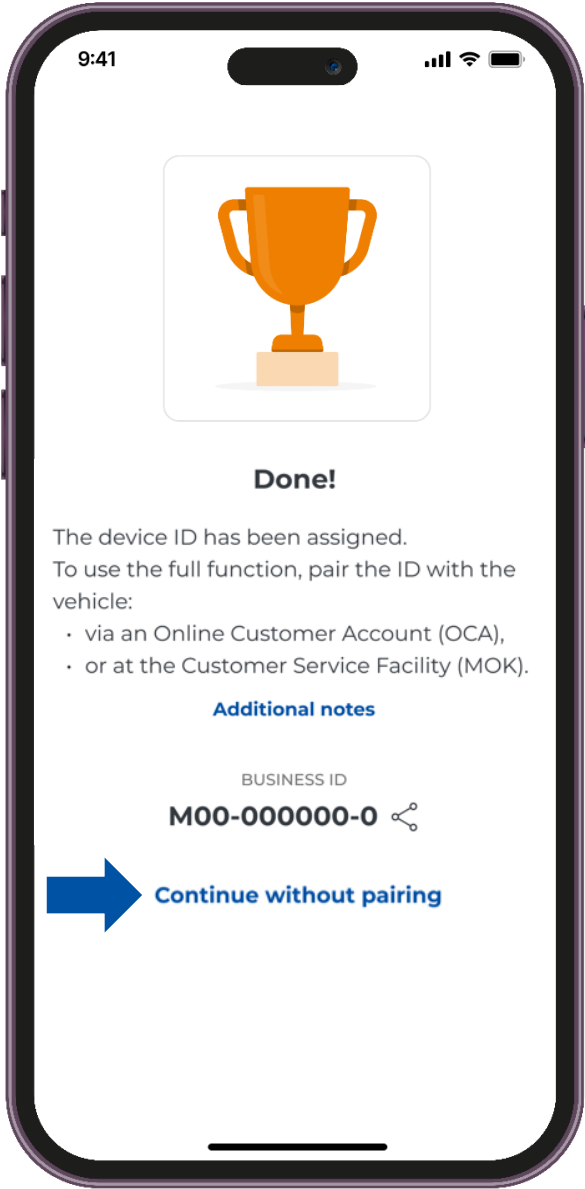 9:41
Done!
The device ID has been assigned.
To use the full function, pair the ID with the
vehicle:
• via an Online Customer Account (OCA),
• or at the Customer Service Facility (MOK).
Additional notes
BUSINESS ID
M00-000000-0
Continue without pairing